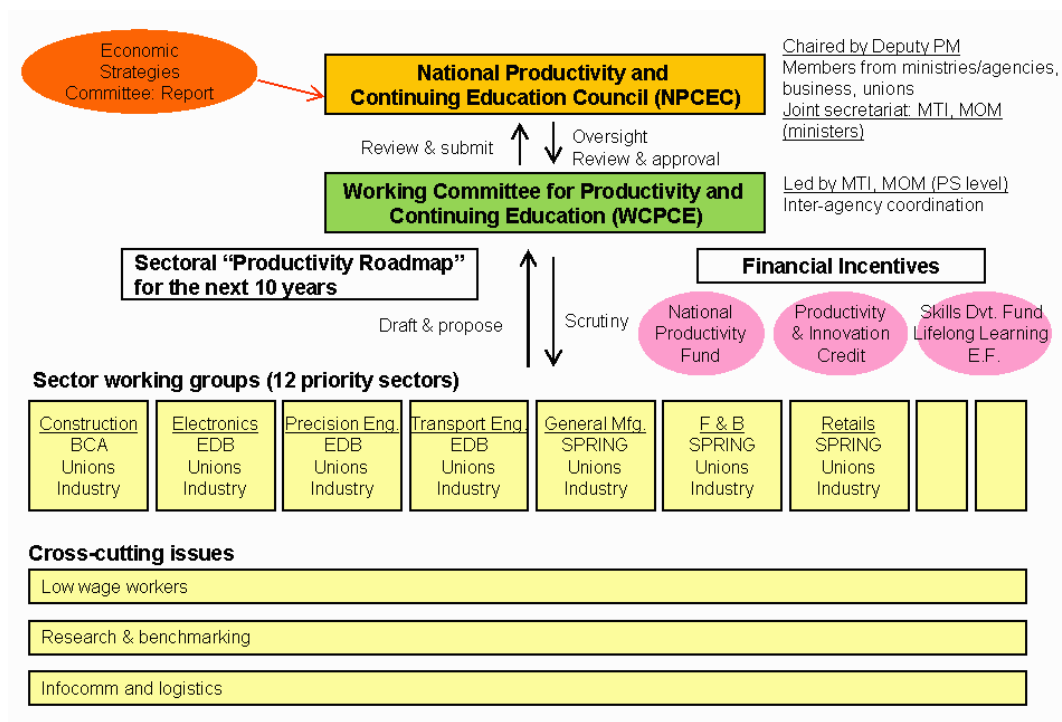 Economic
Strategies
Committee: Report
National Productivity and
Continuing Education Council (NPCEC)
Chaired by Deputy PM
Members from ministries/agencies,
business, unions
Joint secretariat: MTI, MOM
(ministers)
Review & submit
Oversight
Review & approval
Working Committee for Productivity and
Continuing Education (WCPCE)
Led by MTI, MOM (PS level)
Inter-agency coordination
Sectoral “Productivity Roadmap”
for the next 10 years
Financial Incentives
Draft & propose
Scrutiny
National
Productivity
Fund
Productivity
& Innovation
Credit
Skills Dvt. Fund
Lifelong Learning
E.F.
Sector working groups (12 priority sectors)
Construction
BCA
Unions
Industry
Electronics
EDB
Unions
Industry
Precision Eng.
EDB
Unions
Industry
Transport Eng.
EDB
Unions
Industry
General Mfg.
SPRING
Unions
Industry
F & B
SPRING
Unions
Industry
Retails
SPRING
Unions
Industry
Cross-cutting issues
Low wage workers
Research & benchmarking
Infocomm and logistics